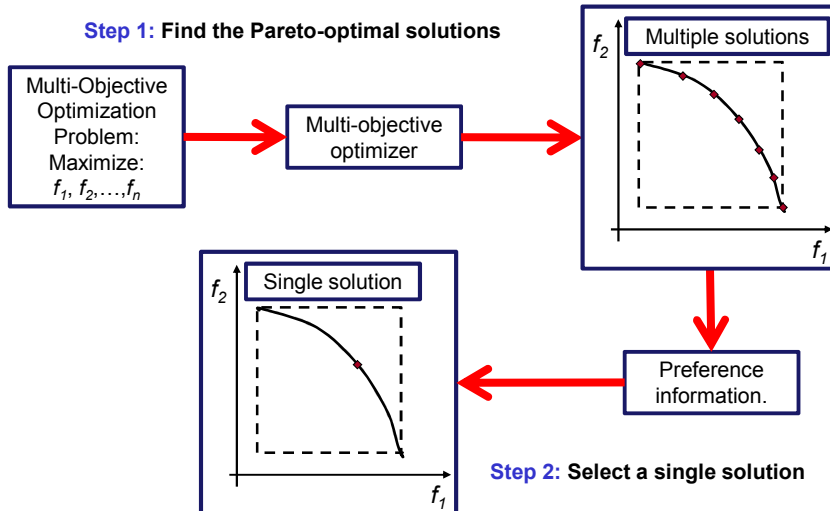 Step 1: Find the Pareto-optimal solutions
Multi-Objective
Optimization
Problem:
Maximize:
f₁, f₂,…,fₙ
Multi-objective
optimizer
f₂
Multiple solutions
f₁
Preference
information.
f₂
Single solution
f₁
Step 2: Select a single solution